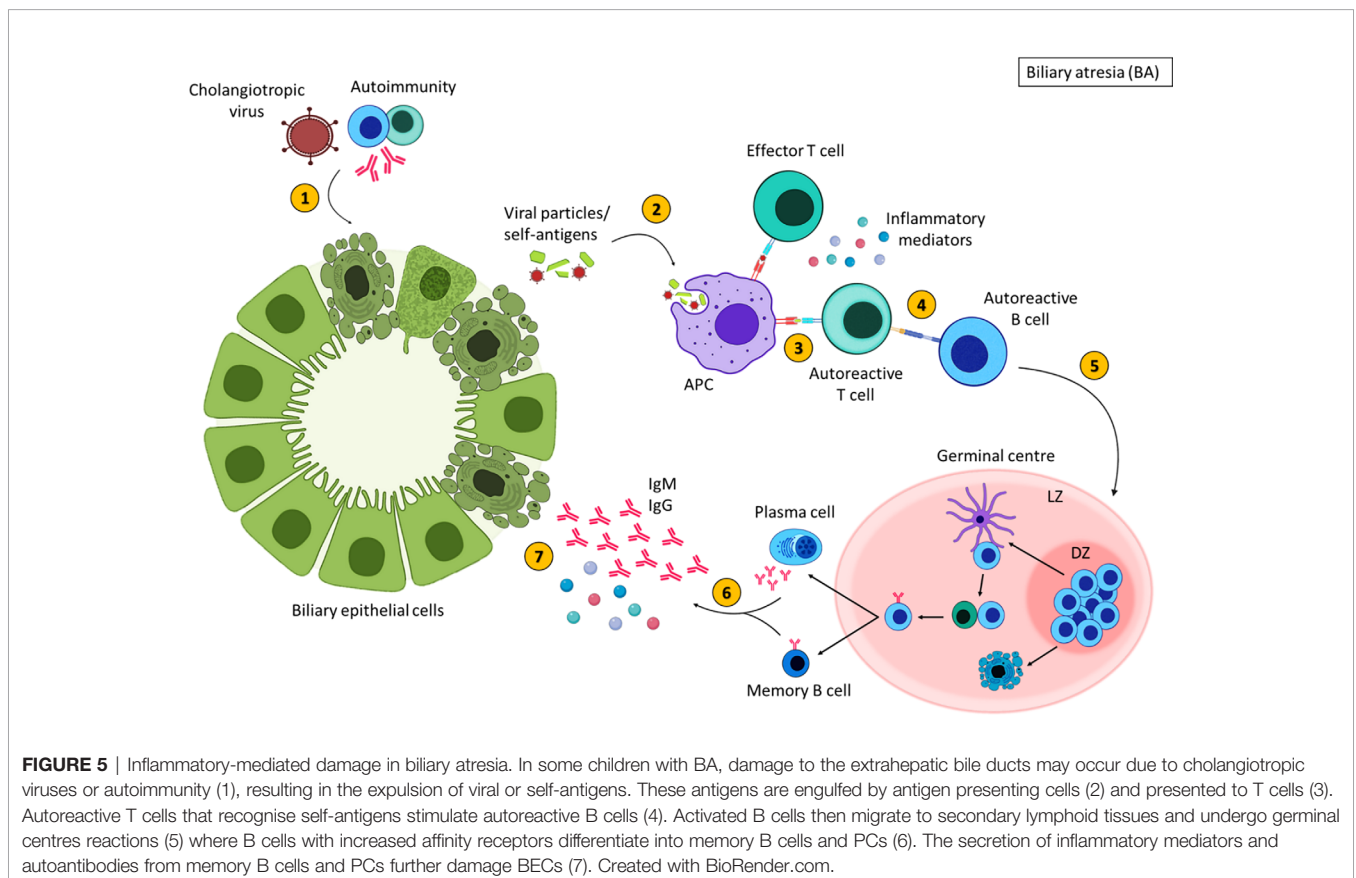 Biliary atresia (BA)
Cholangiotropic
virus
Autoimmunity
1
Viral particles/
self-antigens
2
Effector T cell
Inflammatory
mediators
APC
3
Autoreactive
T cell
4
Autoreactive
B cell
5
Germinal centre
LZ
DZ
Plasma cell
Memory B cell
6
IgM
IgG
7
Biliary epithelial cells
FIGURE 5 | Inflammatory-mediated damage in biliary atresia. In some children with BA, damage to the extrahepatic bile ducts may occur due to cholangiotropic
viruses or autoimmunity (1), resulting in the expulsion of viral or self-antigens. These antigens are engulfed by antigen presenting cells (2) and presented to T cells (3).
Autoreactive T cells that recognise self-antigens stimulate autoreactive B cells (4). Activated B cells then migrate to secondary lymphoid tissues and undergo germinal
centres reactions (5) where B cells with increased affinity receptors differentiate into memory B cells and PCs (6). The secretion of inflammatory mediators and
autoantibodies from memory B cells and PCs further damage BECs (7). Created with BioRender.com.